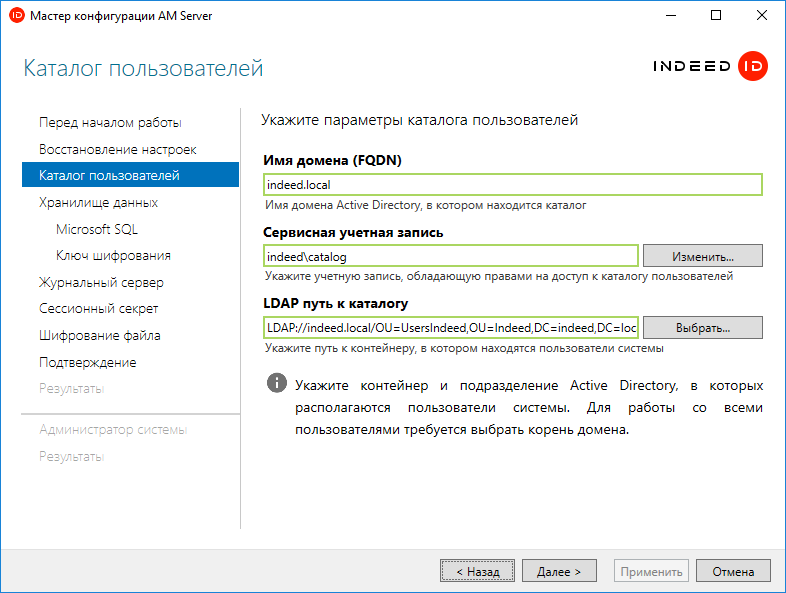 Мастер конфигурации AM Server
Каталог пользователей
INDEED ID
Перед началом работы
Восстановление настроек
Каталог пользователей
Хранилище данных
Microsoft SQL
Ключ шифрования
Журнальный сервер
Сессионный секрет
Шифрование файла
Подтверждение
Результаты
Администратор системы
Результаты
Укажите параметры каталога пользователей
Имя домена (FQDN)
indeed.local
Имя домена Active Directory, в котором находится каталог
Сервисная учетная запись
indeed\catalog
Изменить...
Укажите учетную запись, обладающую правами на доступ к каталогу пользователей
LDAP путь к каталогу
LDAP://indeed.local/OU=UsersIndeed,OU=Indeed,DC=indeed,DC=loc
Выбрать...
Укажите путь к контейнеру, в котором находятся пользователи системы
Укажите контейнер и подразделение Active Directory, в которых
располагаются пользователи системы. Для работы со всеми
пользователями требуется выбрать корень домена.
< Назад
Далее >
Применить
Отмена